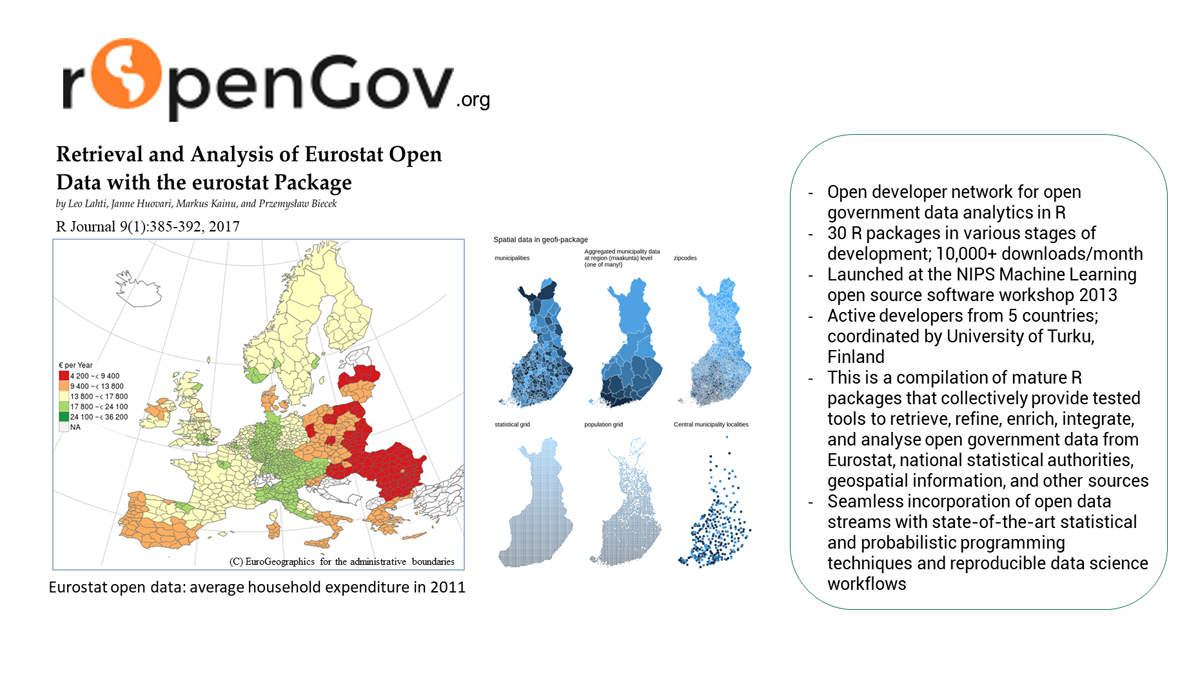 rOpenGov.org
Retrieval and Analysis of Eurostat Open
Data with the eurostat Package
by Leo Lahti, Janne Huovari, Markus Kainu, and Przemysław Biecek
R Journal 9(1):385-392, 2017
€ per Year
4 200 ~< 9 400
9 400 ~< 13 800
13 800 ~< 17 800
17 800 ~< 24 100
24 100 ~< 36 200
NA
(C) EuroGeographics for the administrative boundaries
Eurostat open data: average household expenditure in 2011
Spatial data in geofi-package
municipalities
Aggregated municipality data
at region (maakunta) level
(one of many!)
zipcodes
statistical grid
population grid
Central municipality localities
- Open developer network for open
government data analytics in R
- 30 R packages in various stages of
development; 10,000+ downloads/month
- Launched at the NIPS Machine Learning
open source software workshop 2013
- Active developers from 5 countries;
coordinated by University of Turku,
Finland
- This is a compilation of mature R
packages that collectively provide tested
tools to retrieve, refine, enrich, integrate,
and analyse open government data from
Eurostat, national statistical authorities,
geospatial information, and other sources
- Seamless incorporation of open data
streams with state-of-the-art statistical
and probabilistic programming
techniques and reproducible data science
workflows